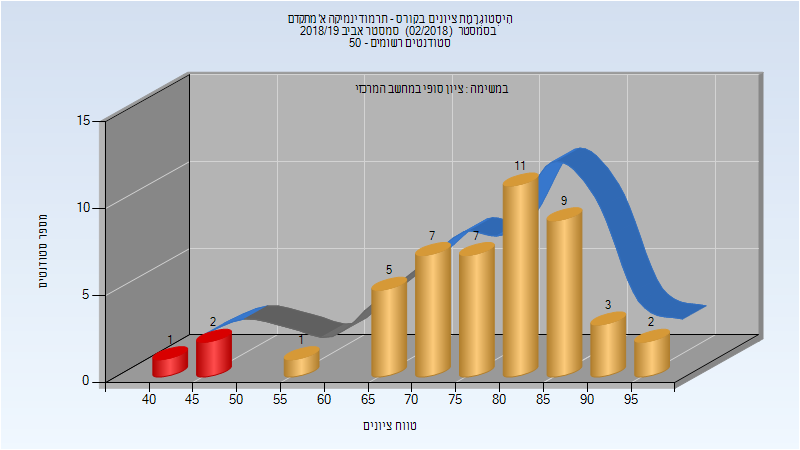 היסטוגרמת ציונים בקורס - תרמודינמיקה א' מתקדם
בסמסטר (02/2018) סמסטר אביב 2018/19
סטודנטים רשומים - 50
במשימה : ציון סופי במחשב המרכזי
מספר סטודנטים
15
10
5
0
1
2
1
5
7
7
11
9
3
2
40 45 50 55 60 65 70 75 80 85 90 95
טווח ציונים